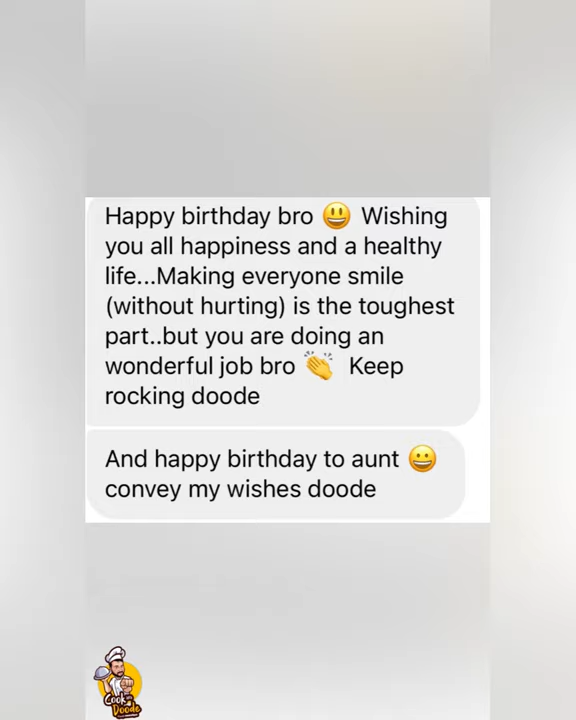 Happy birthday bro 😃 Wishing
you all happiness and a healthy
life...Making everyone smile
(without hurting) is the toughest
part..but you are doing an
wonderful job bro 👏 Keep
rocking doode
And happy birthday to aunt 😀
convey my wishes doode
Cook
Doode